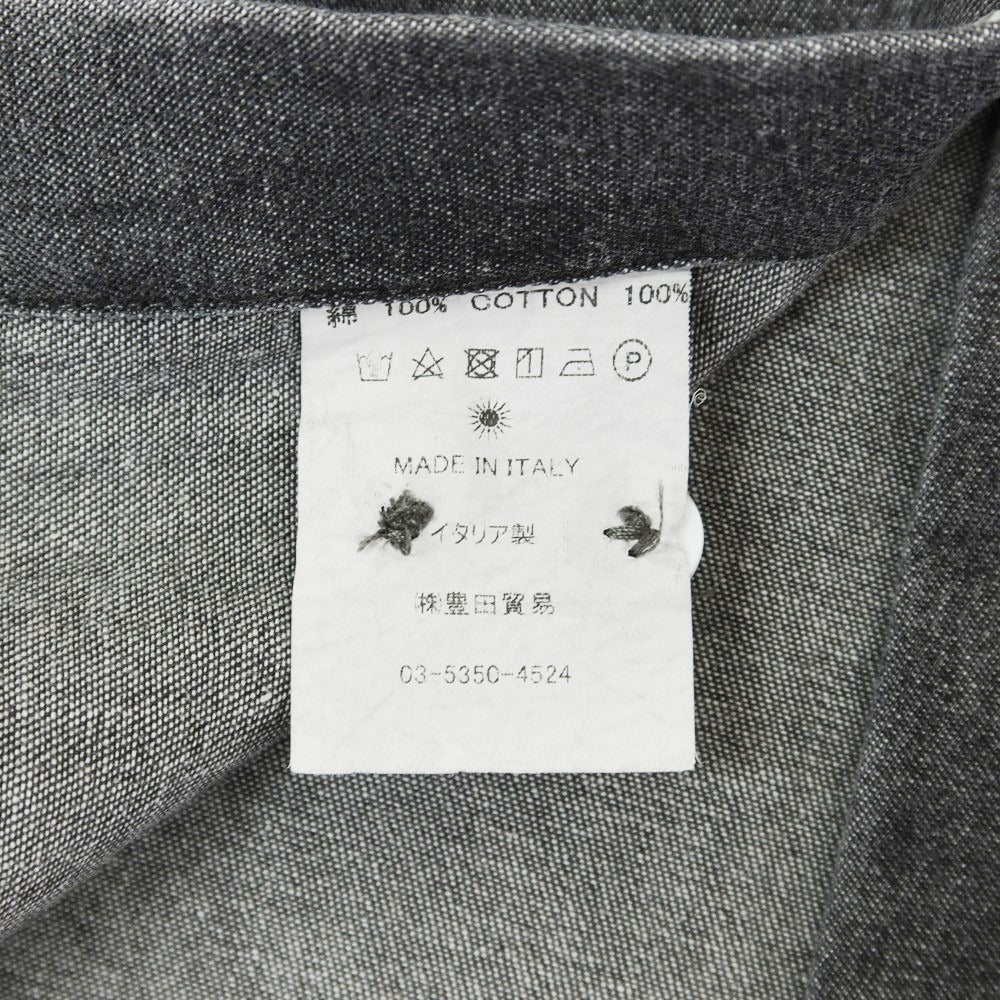 綿 100% COTTON 100%
P
MADE IN ITALY
イタリア製
㈱豊田貿易
03-5350-4524